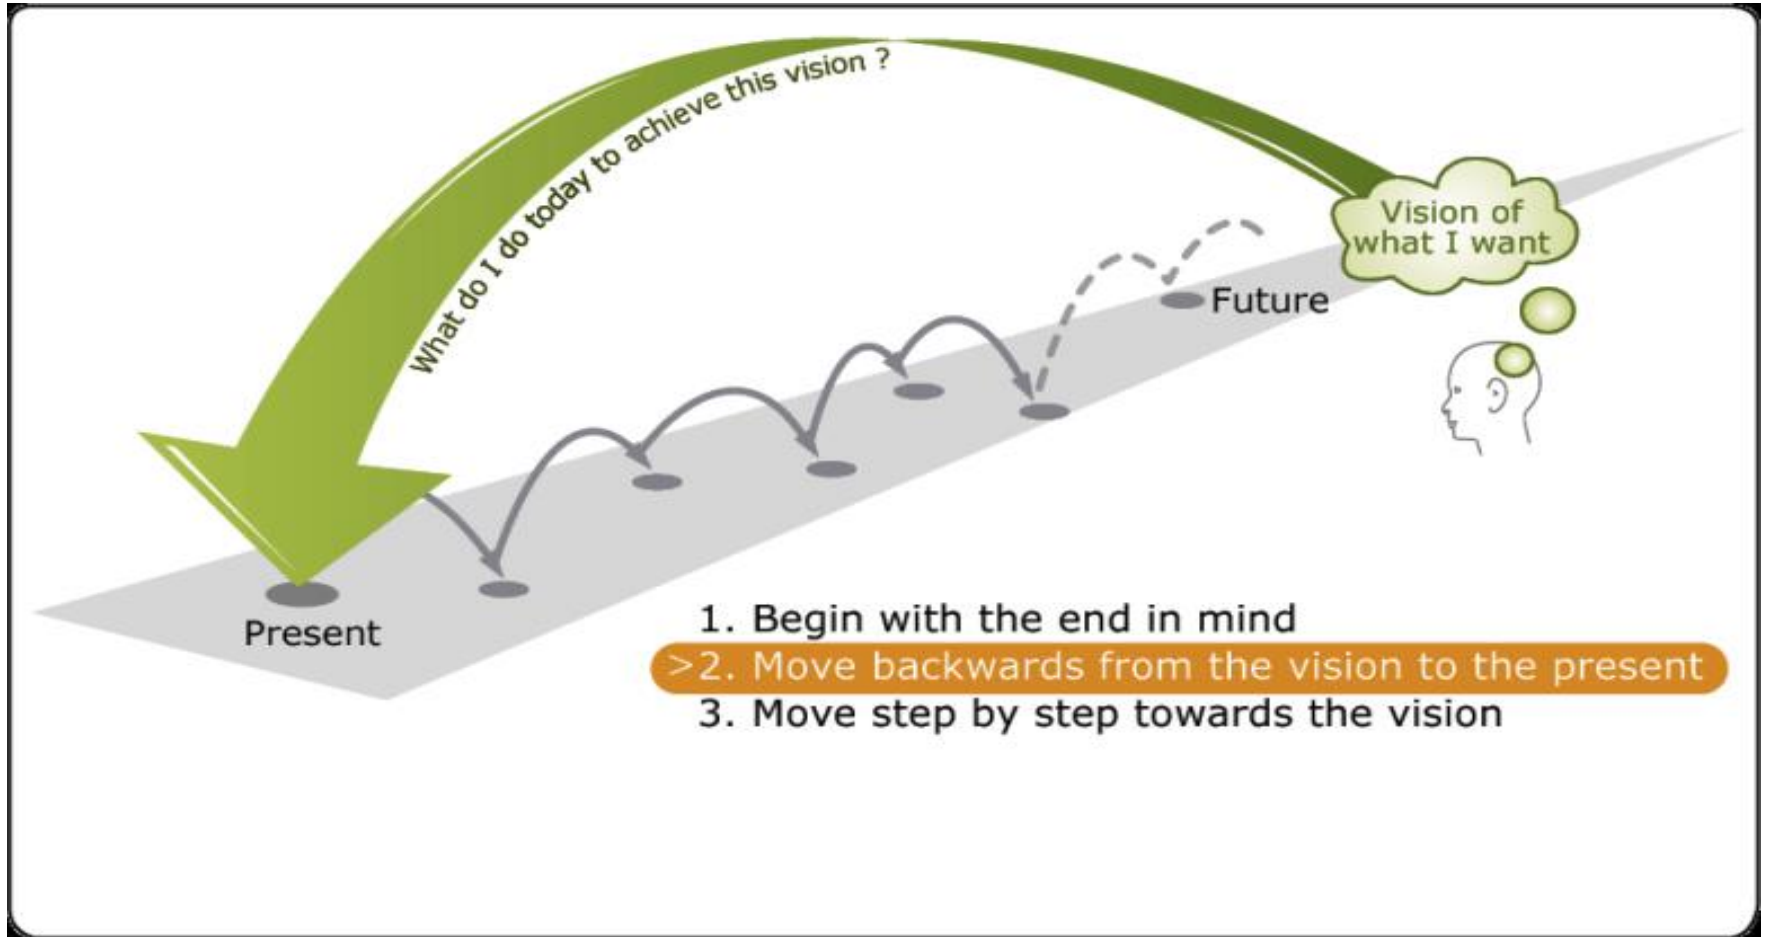 What do I do today to achieve this vision ?
Vision of
what I want
Future
Present
1. Begin with the end in mind
>2. Move backwards from the vision to the present
3. Move step by step towards the vision